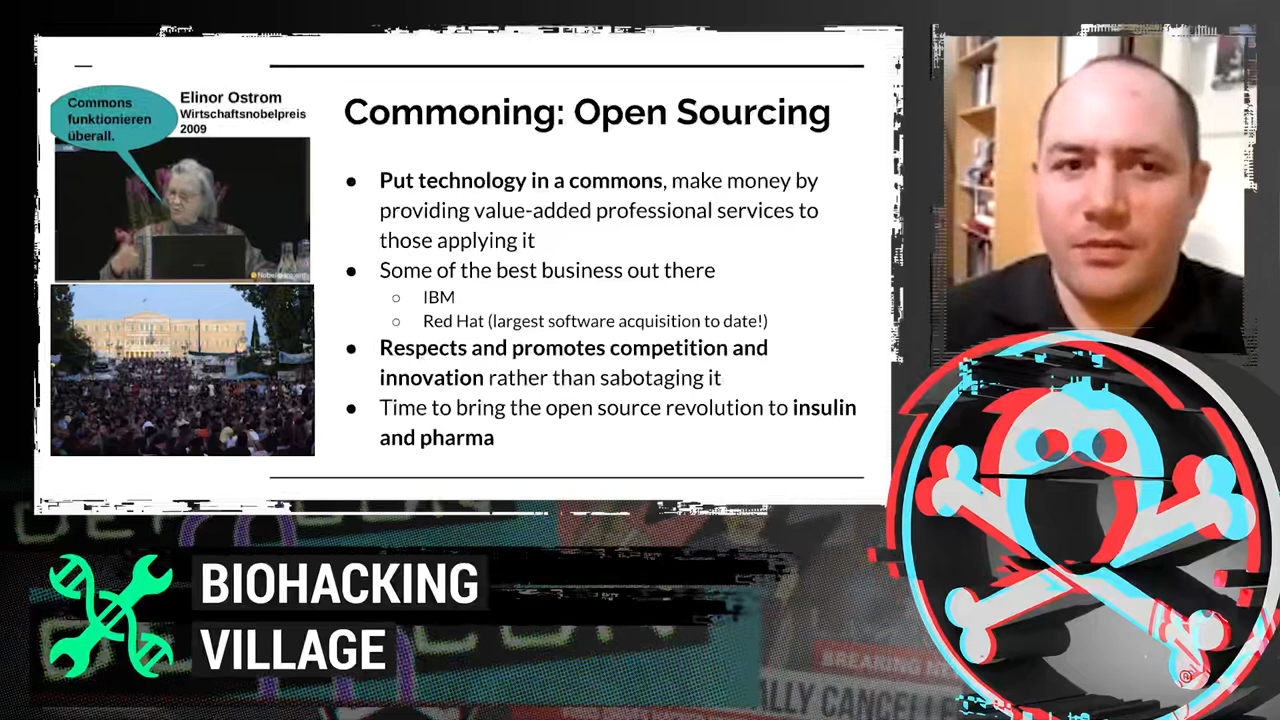 Commons
funktionieren
überall.
Elinor Ostrom
Wirtschaftsnobelpreis
2009
Commoning: Open Sourcing
● Put technology in a commons, make money by
providing value-added professional services to
those applying it
● Some of the best business out there
○ IBM
○ Red Hat (largest software acquisition to date!)
● Respects and promotes competition and
innovation rather than sabotaging it
● Time to bring the open source revolution to insulin
and pharma
BIOHACKING
VILLAGE
BREAKING
ALLY CANCELLE
®